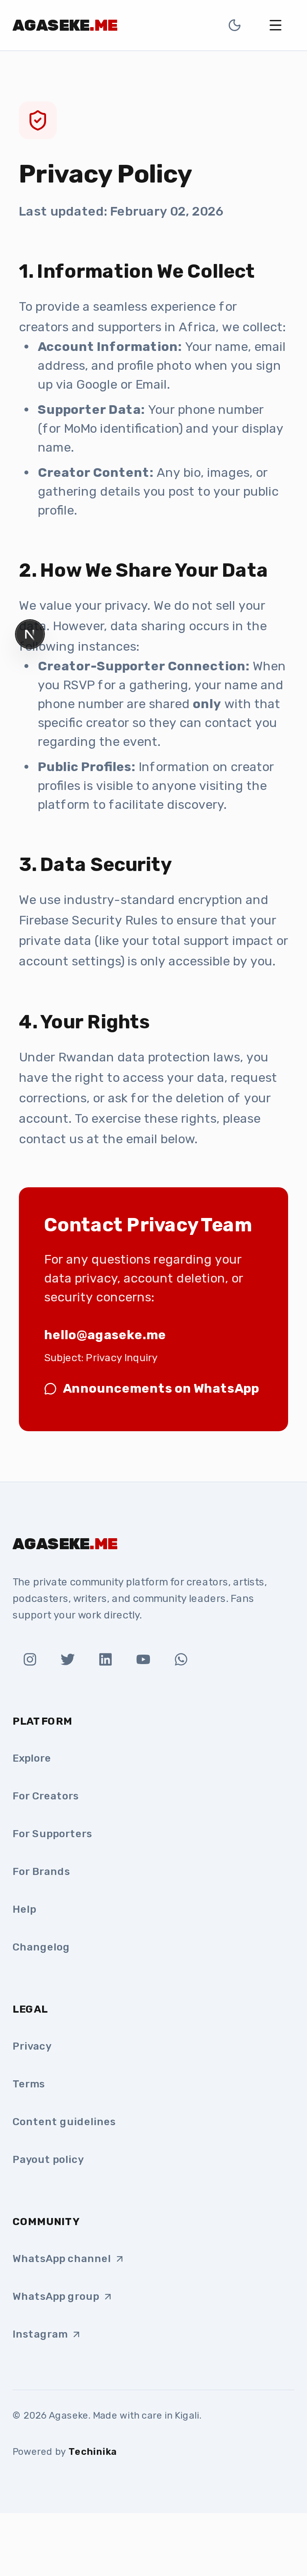 AGASEKE.ME
Privacy Policy
Last updated: February 02, 2026
1. Information We Collect
To provide a seamless experience for
creators and supporters in Africa, we collect:
• Account Information: Your name, email
address, and profile photo when you sign
up via Google or Email.
• Supporter Data: Your phone number
(for MoMo identification) and your display
name.
• Creator Content: Any bio, images, or
gathering details you post to your public
profile.
2. How We Share Your Data
We value your privacy. We do not sell your
N
However, data sharing occurs in the
following instances:
• Creator-Supporter Connection: When
you RSVP for a gathering, your name and
phone number are shared only with that
specific creator so they can contact you
regarding the event.
• Public Profiles: Information on creator
profiles is visible to anyone visiting the
platform to facilitate discovery.
3. Data Security
We use industry-standard encryption and
Firebase Security Rules to ensure that your
private data (like your total support impact or
account settings) is only accessible by you.
4. Your Rights
Under Rwandan data protection laws, you
have the right to access your data, request
corrections, or ask for the deletion of your
account. To exercise these rights, please
contact us at the email below.
Contact Privacy Team
For any questions regarding your
data privacy, account deletion, or
security concerns:
hello@agaseke.me
Subject: Privacy Inquiry
Announcements on WhatsApp
AGASEKE.ME
The private community platform for creators, artists,
podcasters, writers, and community leaders. Fans
support your work directly.
PLATFORM
Explore
For Creators
For Supporters
For Brands
Help
Changelog
LEGAL
Privacy
Terms
Content guidelines
Payout policy
COMMUNITY
WhatsApp channel
WhatsApp group
Instagram
© 2026 Agaseke. Made with care in Kigali.
Powered by Techinika